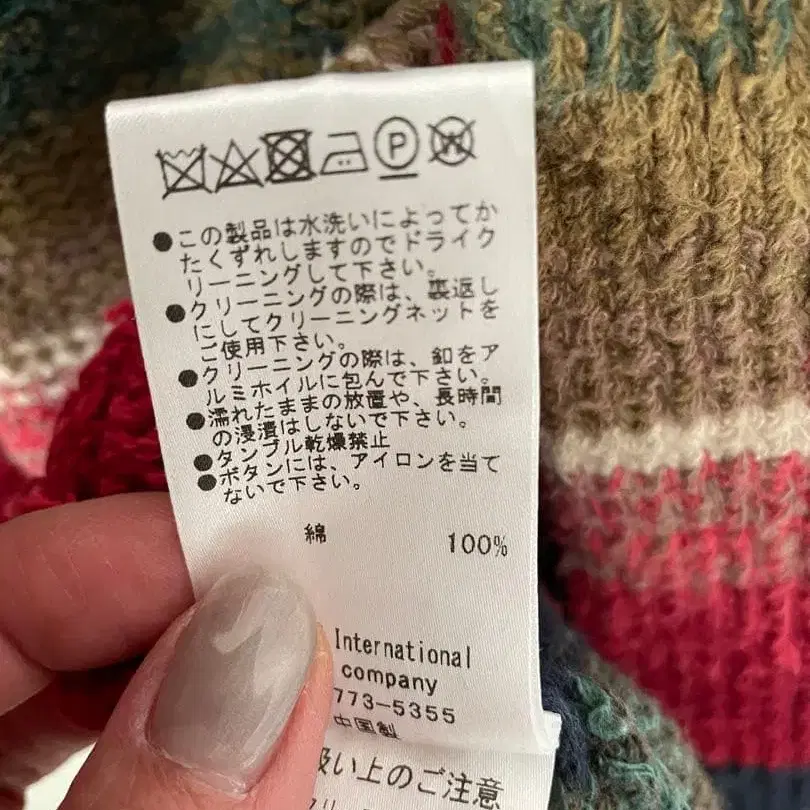 P W
●この製品は水洗いによってか
たくずれしますのでドライク
リーニングして下さい。
●クリーニングの際は、裏返し
にしてクリーニングネットを
ご使用下さい。
●クリーニングの際は、釦をア
ルミホイルに包んで下さい。
●濡れたままの放置や、長時間
の浸漬はしないで下さい。
●タンブル乾燥禁止
●ボタンには、アイロンを当て
ないで下さい。
綿 100%
International
company
773-5355
中国製
扱い上のご注意